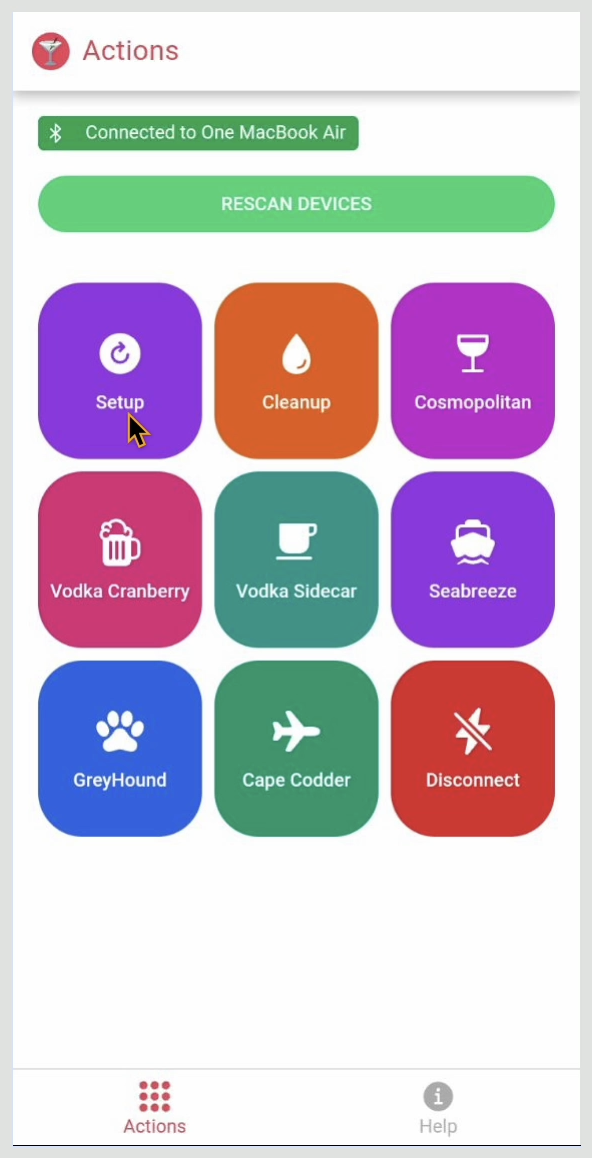 Actions
Connected to One MacBook Air
RESCAN DEVICES
Setup
Cleanup
Cosmopolitan
Vodka Cranberry
Vodka Sidecar
Seabreeze
GreyHound
Cape Codder
Disconnect
Actions
Help